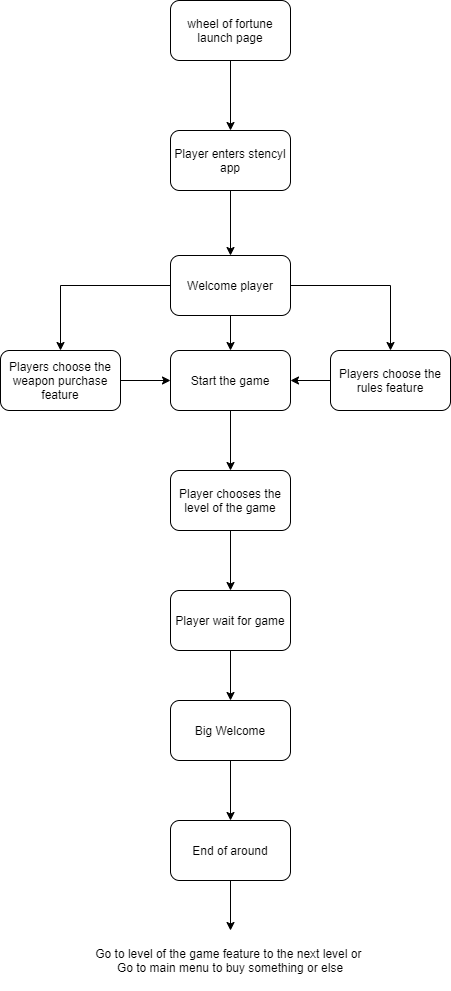 wheel of fortune
launch page
Player enters stencyl
app
Welcome player
Players choose the
weapon purchase
feature
Start the game
Players choose the
rules feature
Player chooses the
level of the game
Player wait for game
Big Welcome
End of around
Go to level of the game feature to the next level or
Go to main menu to buy something or else